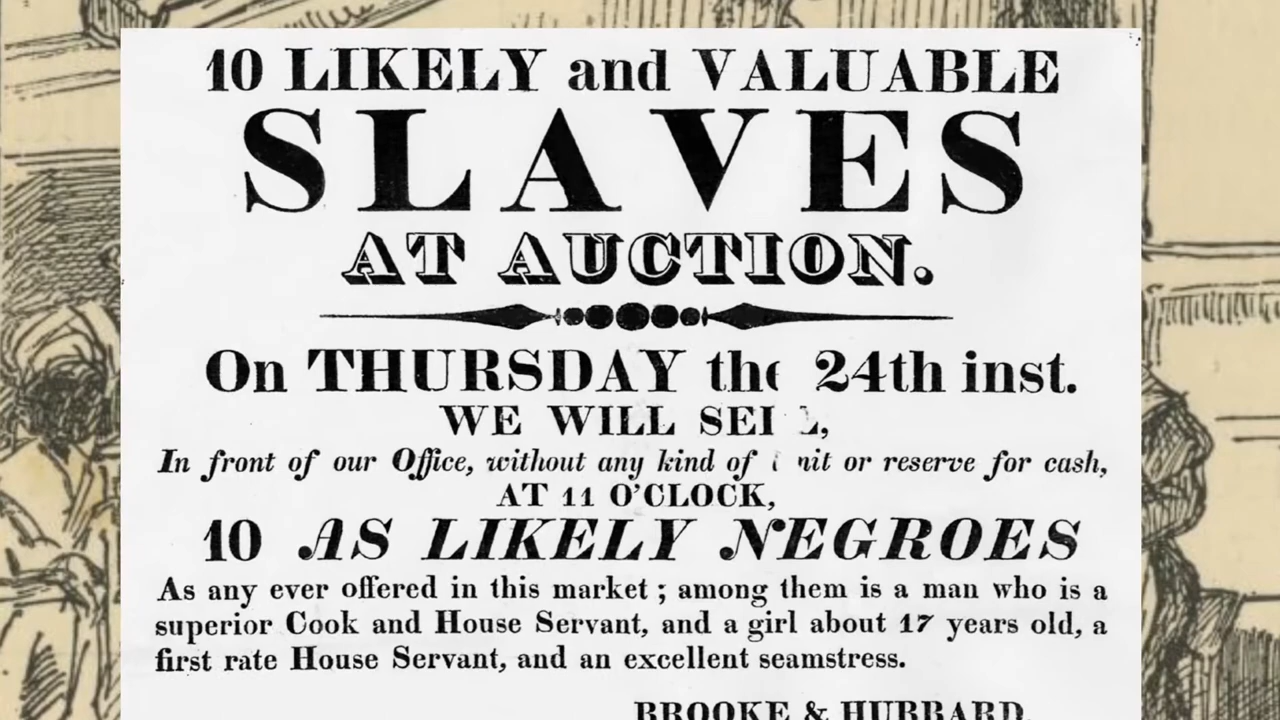 10 LIKELY and VALUABLE
SLAVES
AT AUCTION.
On THURSDAY the 24th inst.
WE WILL SELL,
In front of our Office, without any kind of or reserve for cash,
AT 11 O'CLOCK,
10 AS LIKELY NEGROES
As any ever offered in this market; among them is a man who is a
superior Cook and House Servant, and a girl about 17 years old, a
first rate House Servant, and an excellent seamstress.
BROOKE & HUBBARD,